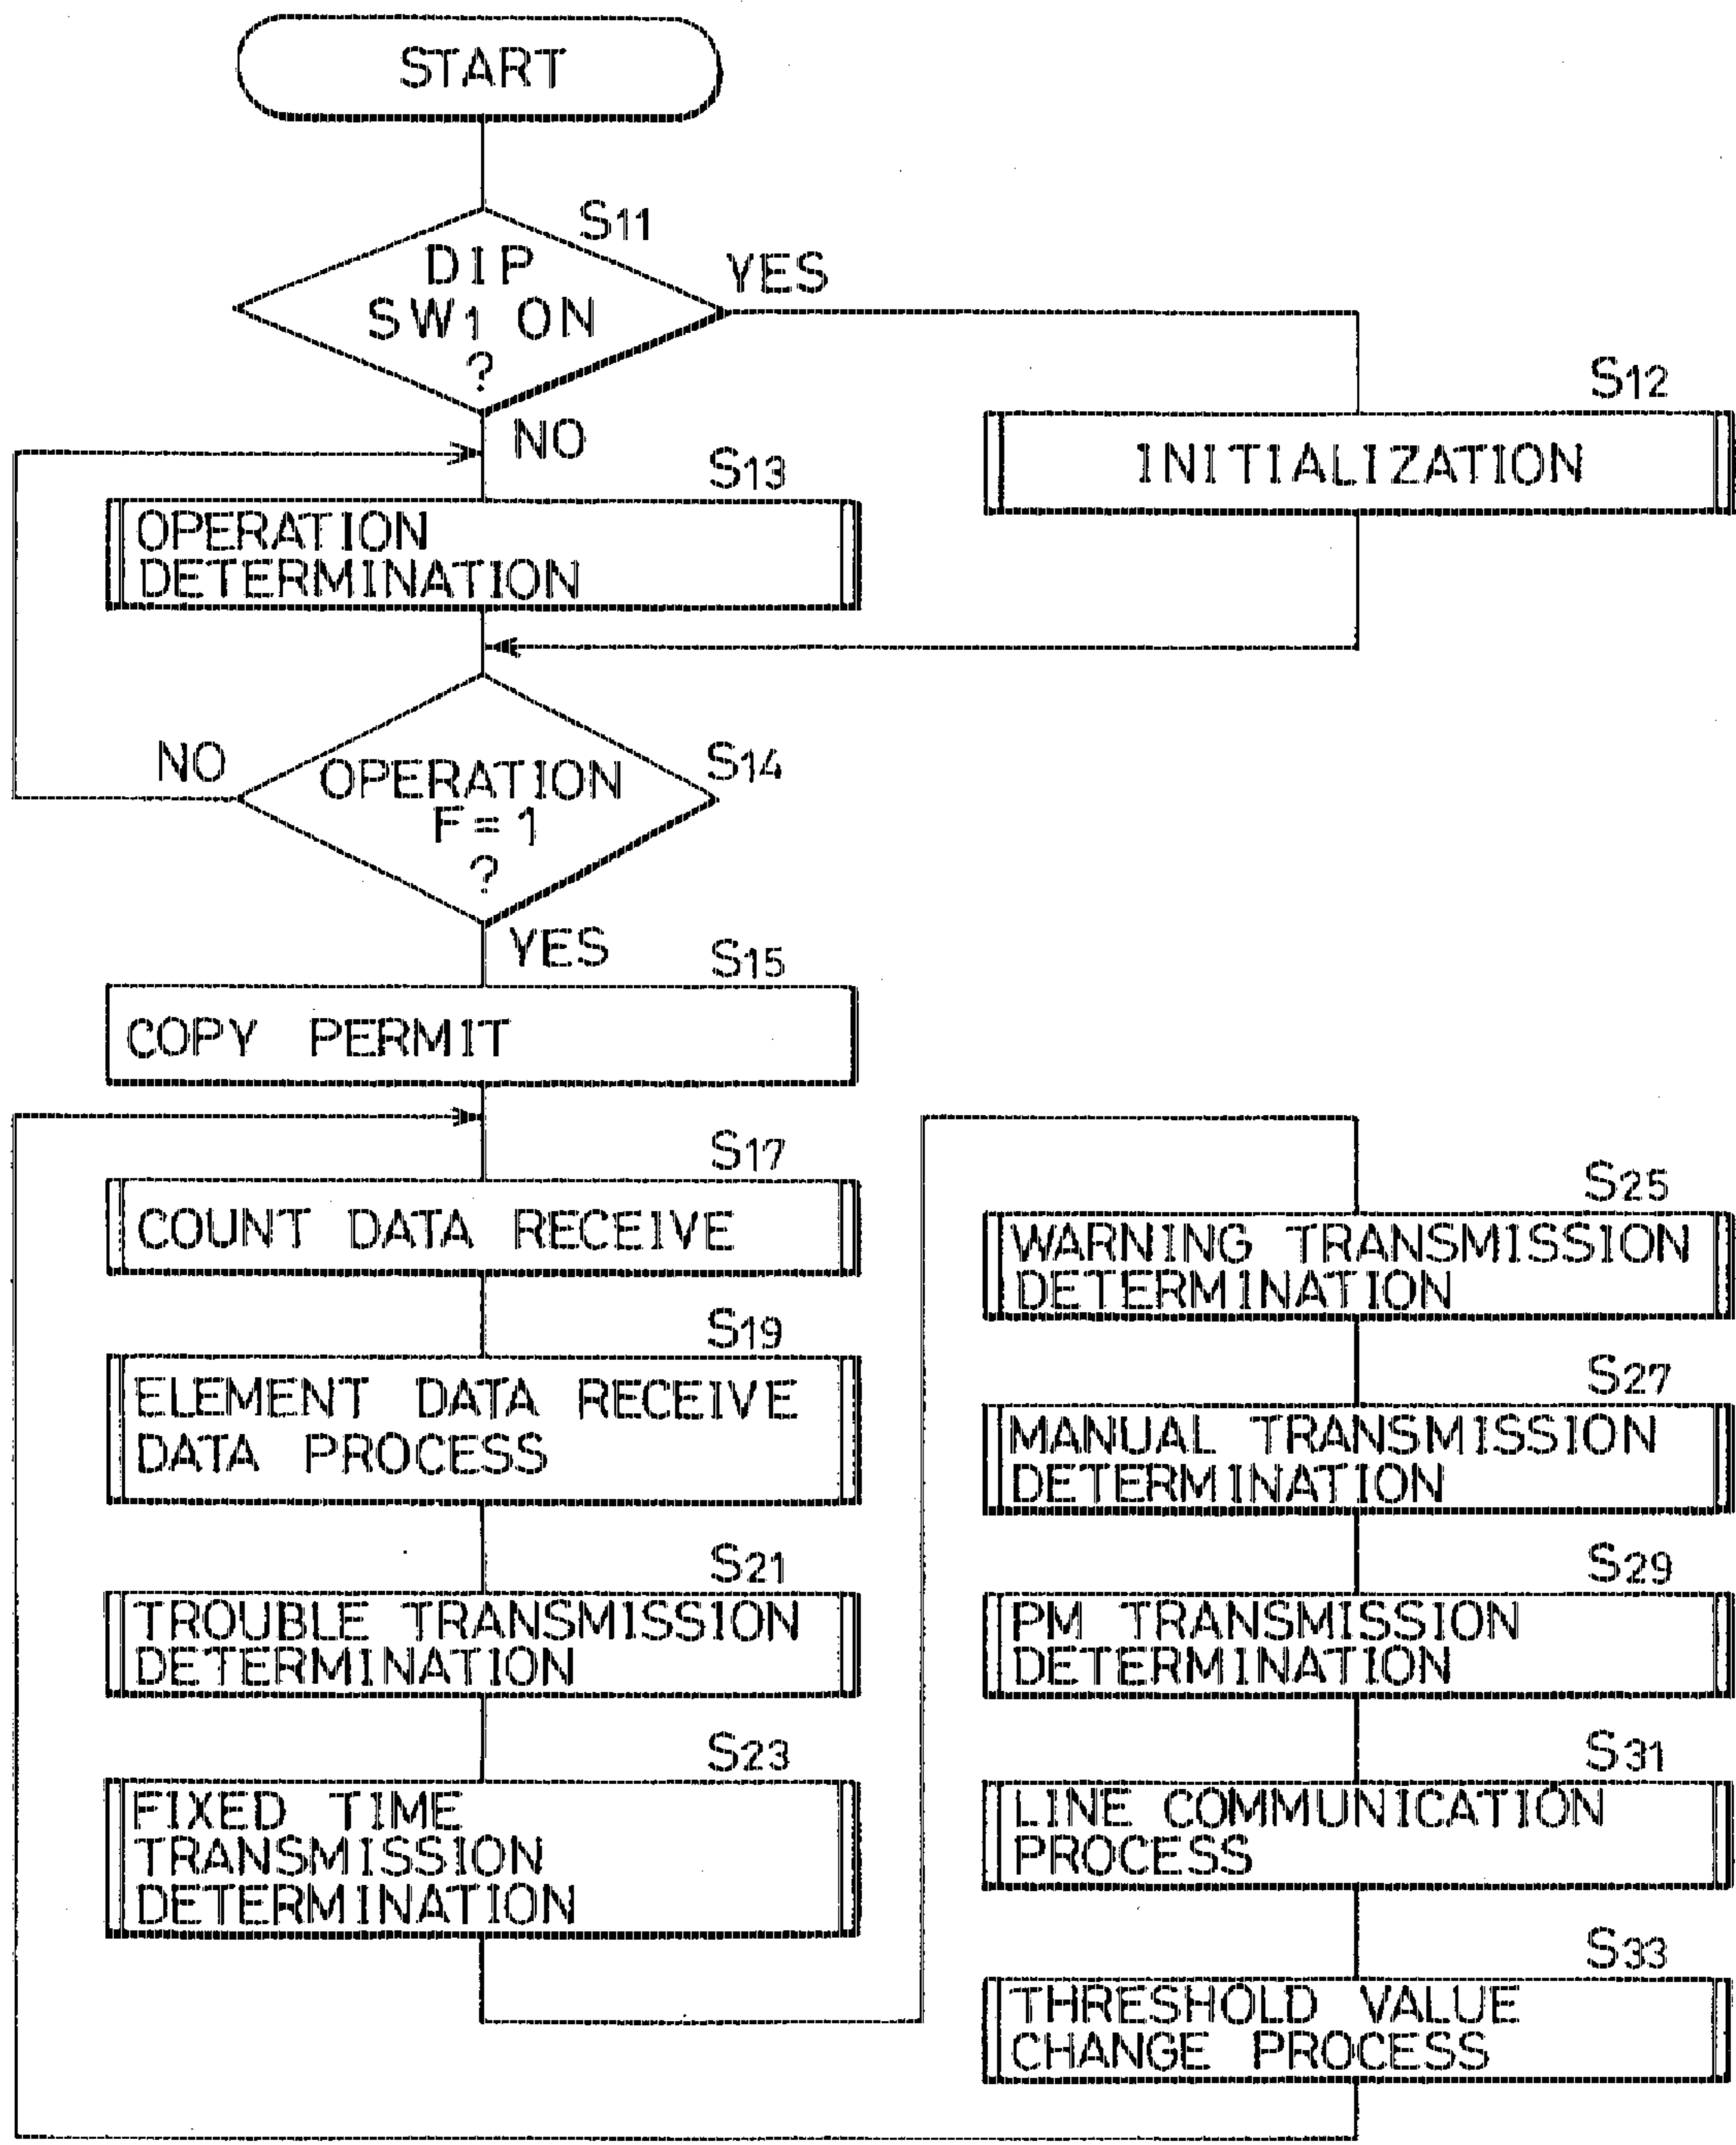 START
S11
DIP
SW1 ON
?
YES
NO
S12
INITIALIZATION
S13
OPERATION
DETERMINATION
S14
OPERATION
F=1
?
NO
YES
S15
COPY PERMIT
S17
COUNT DATA RECEIVE
S19
ELEMENT DATA RECEIVE
DATA PROCESS
S21
TROUBLE TRANSMISSION
DETERMINATION
S23
FIXED TIME
TRANSMISSION
DETERMINATION
S25
WARNING TRANSMISSION
DETERMINATION
S27
MANUAL TRANSMISSION
DETERMINATION
S29
PM TRANSMISSION
DETERMINATION
S31
LINE COMMUNICATION
PROCESS
S33
THRESHOLD VALUE
CHANGE PROCESS